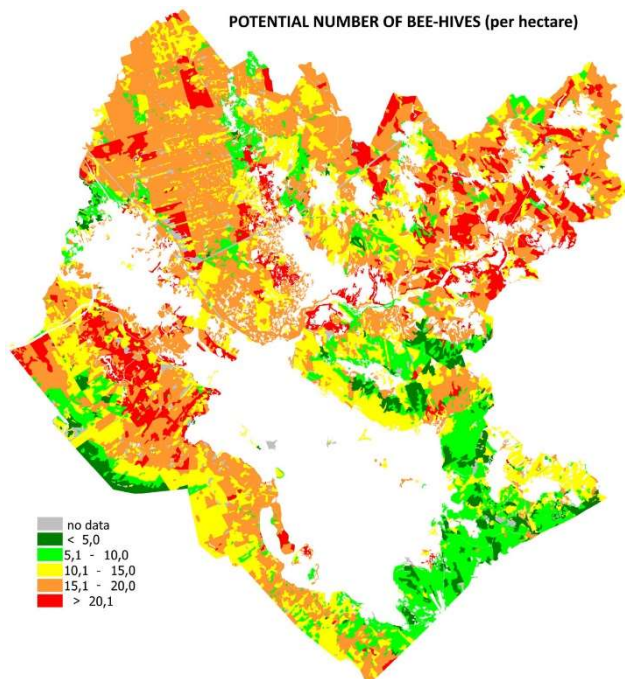 POTENTIAL NUMBER OF BEE-HIVES (per hectare)
no data
< 5,0
5,1 - 10,0
10,1 - 15,0
15,1 - 20,0
> 20,1